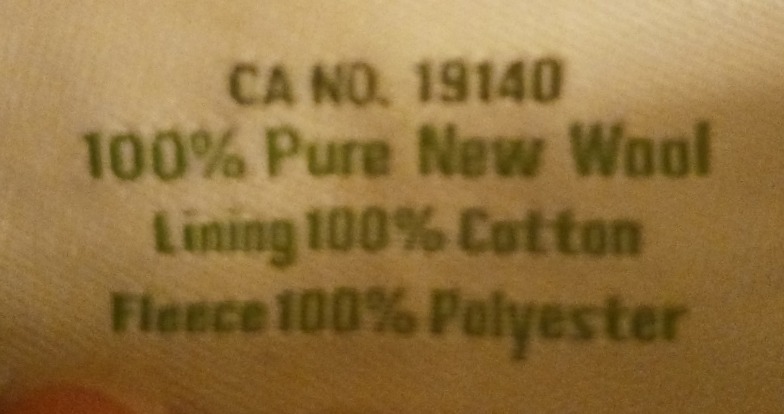 CA NO. 19140
100% Pure New Wool
Lining 100% Cotton
Fleece 100% Polyester